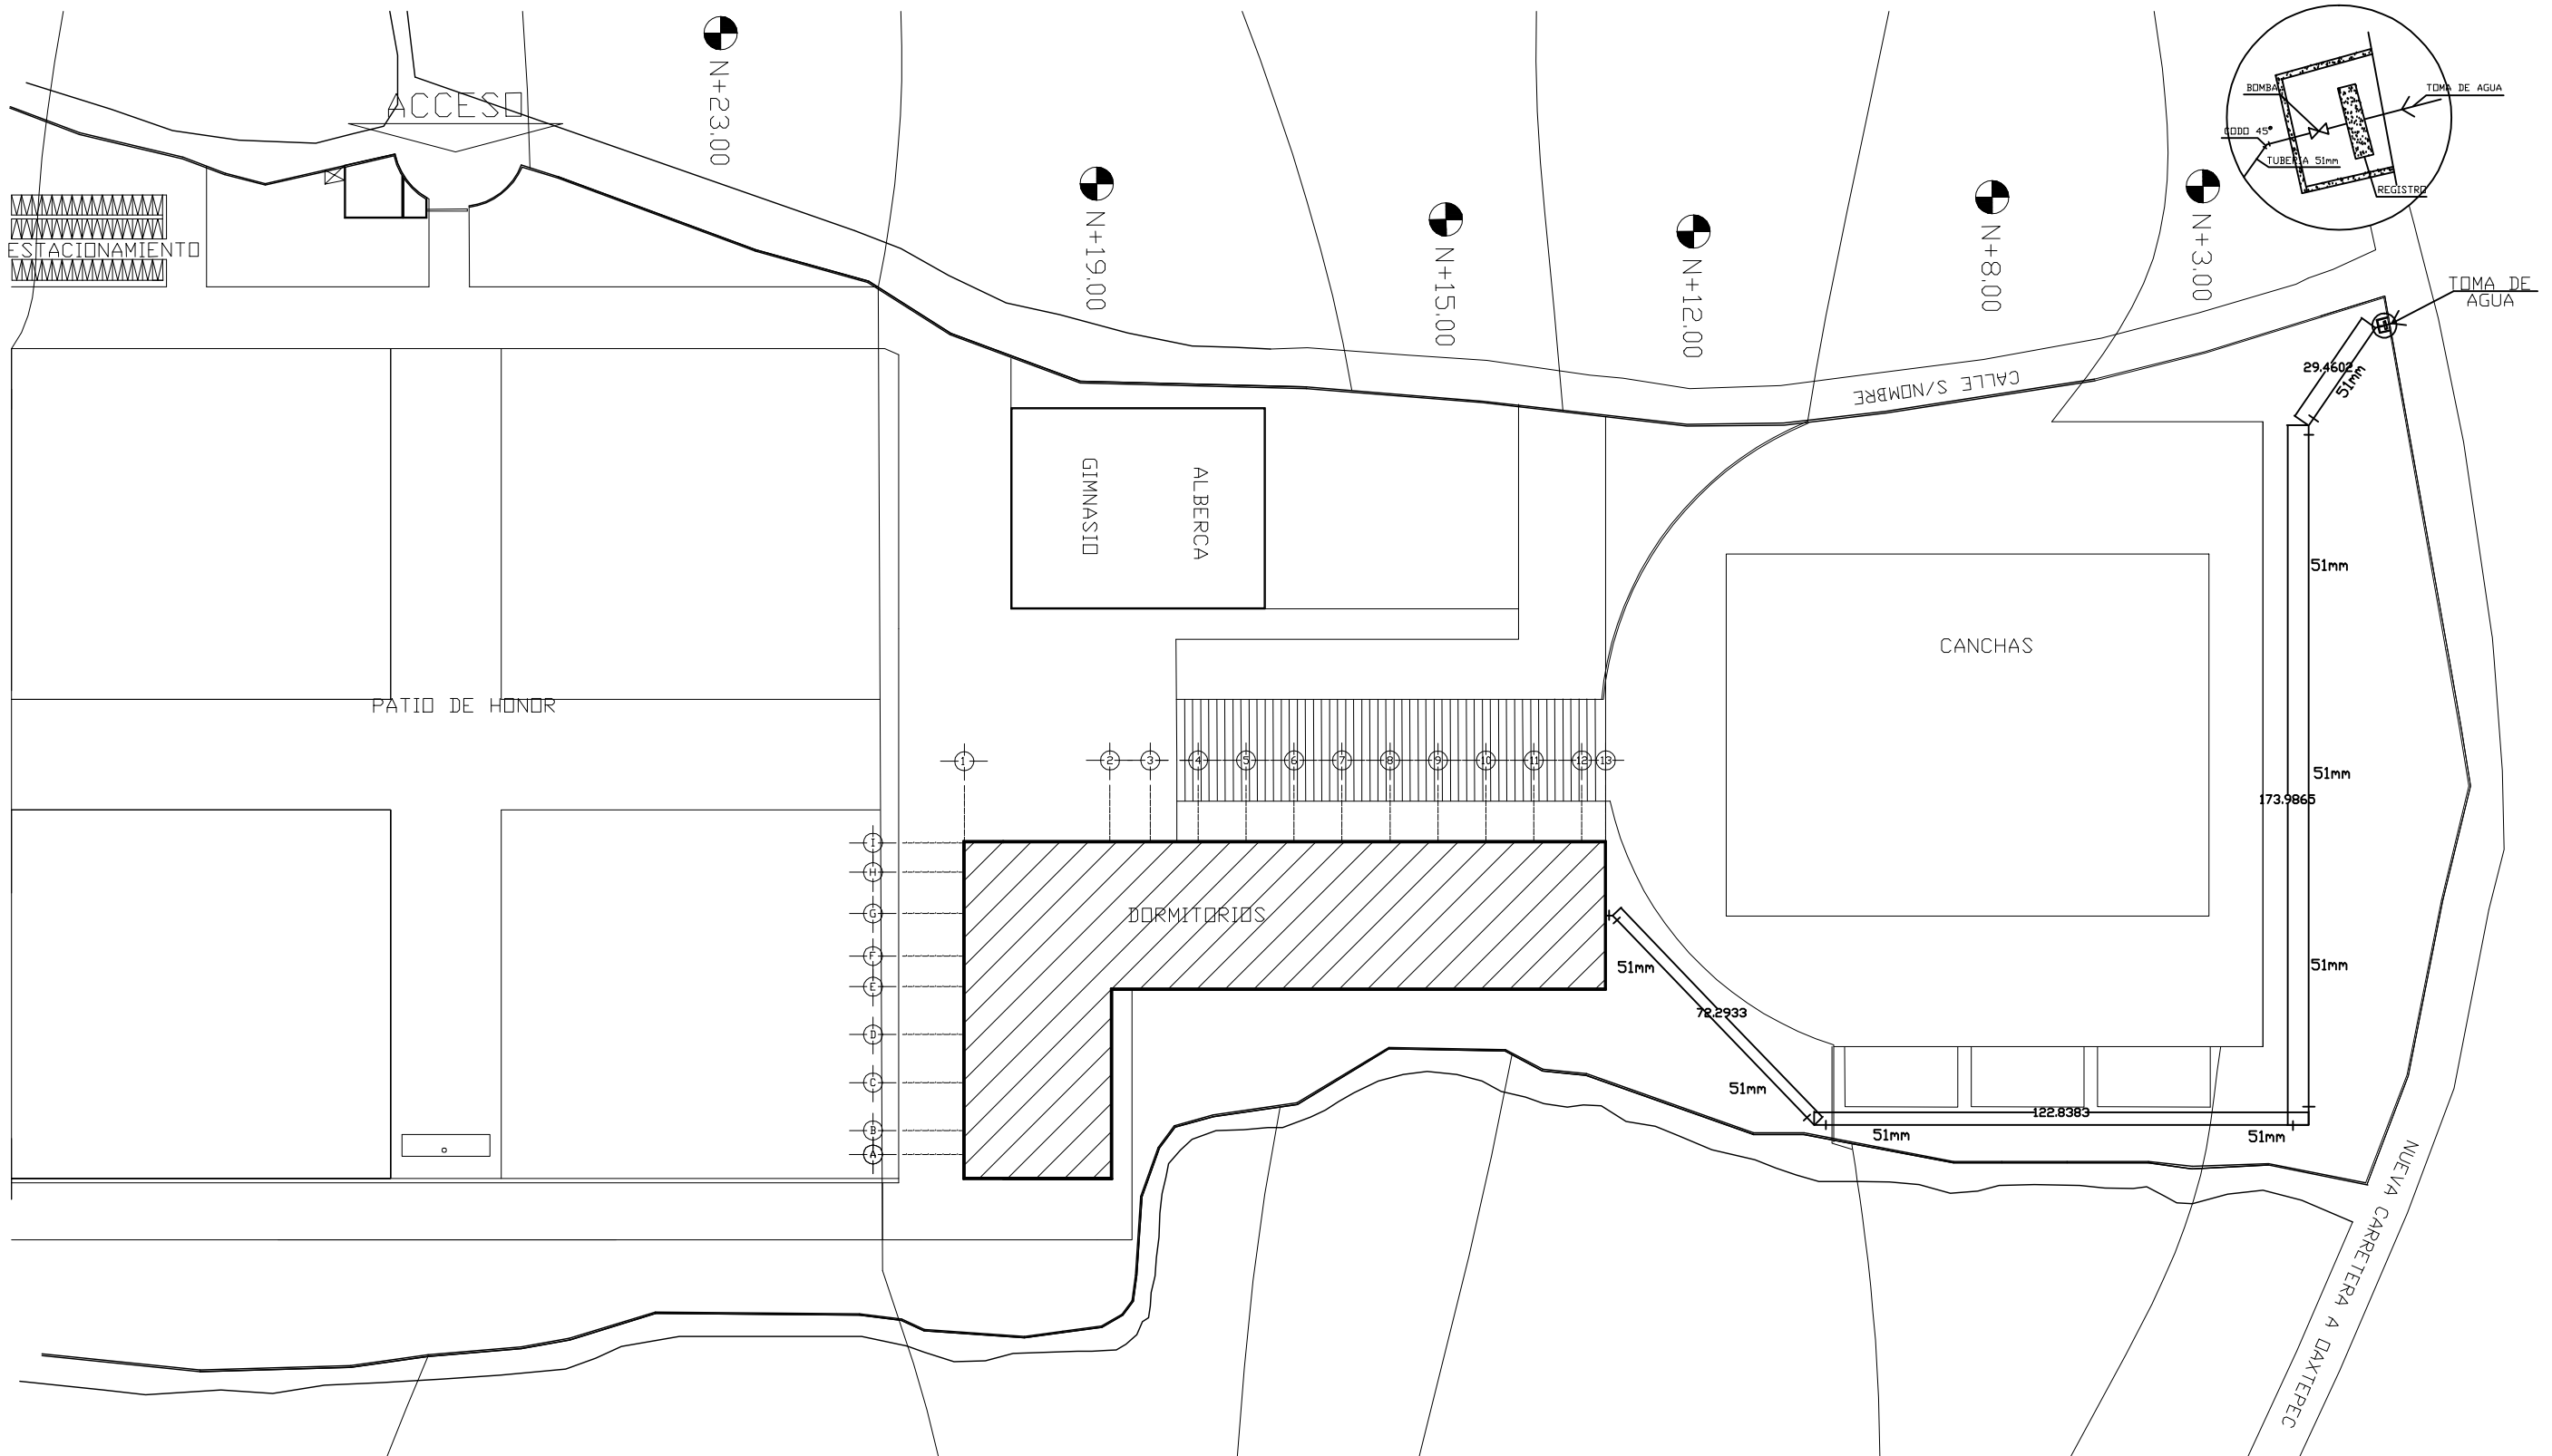 ACCESO
N+23.00
N+19.00
N+15.00
N+12.00
N+8.00
N+3.00
BOMBA
TOMA DE AGUA
CODO 45°
TUBERIA 51mm
REGISTRO
ESTACIONAMIENTO
TOMA DE
AGUA
CALLE S/NOMBRE
29.4602
51mm
GIMNASIO
ALBERCA
51mm
CANCHAS
PATIO DE HONOR
1
2
3
4
5
6
7
8
9
10
11
12
13
51mm
173.9865
I
H
G
F
E
D
C
B
A
DORMITORIOS
51mm
51mm
72.2933
51mm
122.8383
51mm
51mm
NUEVA CARRETERA A OAXTEPEC